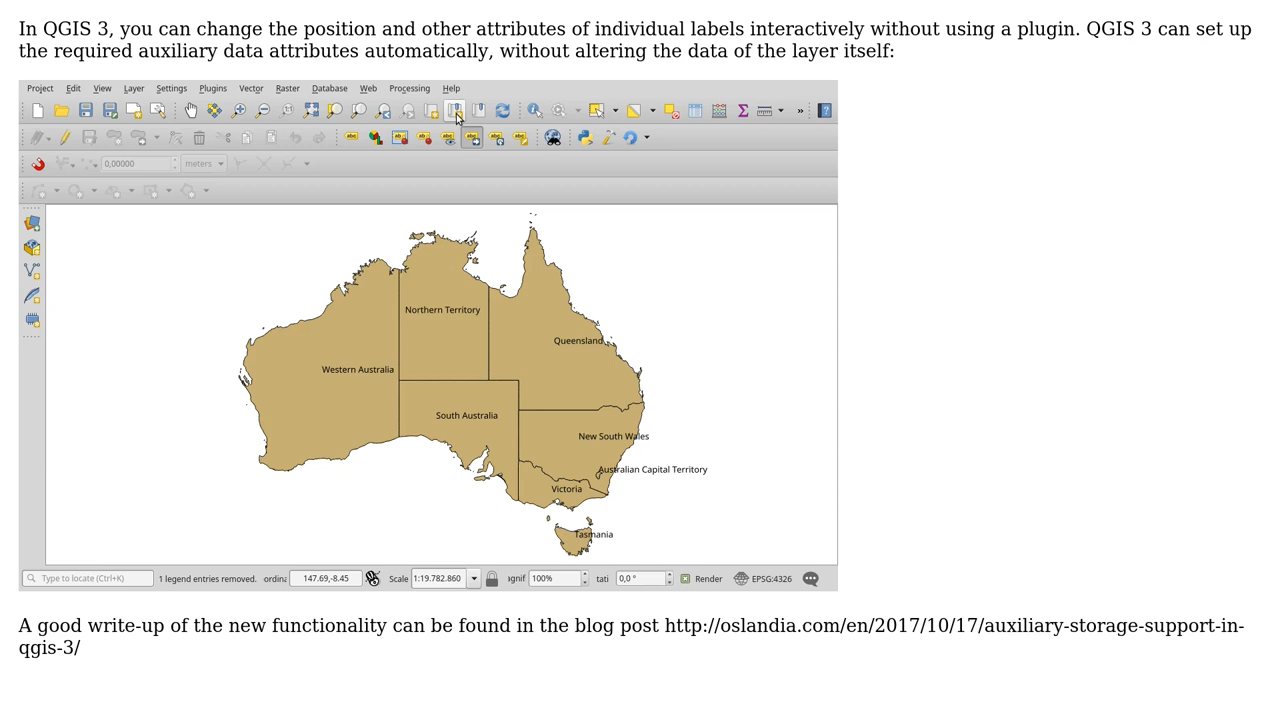 In QGIS 3, you can change the position and other attributes of individual labels interactively without using a plugin. QGIS 3 can set up
the required auxiliary data attributes automatically, without altering the data of the layer itself:
Project Edit View Layer Settings Plugins Vector Raster Database Web Processing Help
0,00000 meters
Northern Territory
Queensland
Western Australia
South Australia
New South Wales
Australian Capital Territory
Victoria
Tasmania
Type to locate (Ctrl+K) 1 legend entries removed. ordina 147.69,-8.45 Scale 1:19.782.860 agnif 100% tati 0,0 ° Render EPSG:4326
A good write-up of the new functionality can be found in the blog post http://oslandia.com/en/2017/10/17/auxiliary-storage-support-in-
qgis-3/